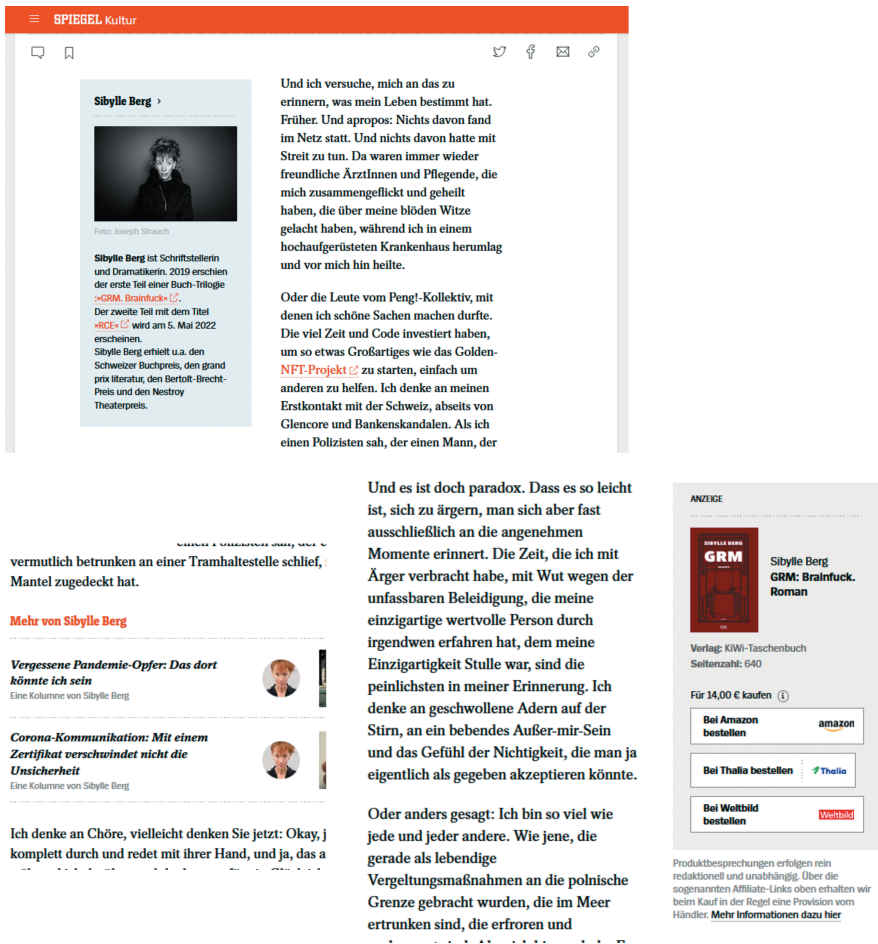 SPIEGEL Kultur
Sibylle Berg >
Foto: Joseph Strauch
Sibylle Berg ist Schriftstellerin
und Dramatikerin. 2019 erschien
der erste Teil einer Buch-Trilogie
:»GRM. Brainfuck«.
Der zweite Teil mit dem Titel
»RCE« wird am 5. Mai 2022
erscheinen.
Sibylle Berg erhielt u.a. den
Schweizer Buchpreis, den grand
prix literatur, den Bertolt-Brecht-
Preis und den Nestroy
Theaterpreis.
Und ich versuche, mich an das zu
erinnern, was mein Leben bestimmt hat.
Früher. Und apropos: Nichts davon fand
im Netz statt. Und nichts davon hatte mit
Streit zu tun. Da waren immer wieder
freundliche ÄrztInnen und Pflegende, die
mich zusammengeflickt und geheilt
haben, die über meine blöden Witze
gelacht haben, während ich in einem
hochaufgerüsteten Krankenhaus herumlag
und vor mich hin heilte.
Oder die Leute vom Peng!-Kollektiv, mit
denen ich schöne Sachen machen durfte.
Die viel Zeit und Code investiert haben,
um so etwas Großartiges wie das Golden-
NFT-Projekt zu starten, einfach um
anderen zu helfen. Ich denke an meinen
Erstkontakt mit der Schweiz, abseits von
Glencore und Bankenskandalen. Als ich
einen Polizisten sah, der einen Mann, der
vermutlich betrunken an einer Tramhaltestelle schlief,
Mantel zugedeckt hat.
Mehr von Sibylle Berg
Vergessene Pandemie-Opfer: Das dort
könnte ich sein
Eine Kolumne von Sibylle Berg
Corona-Kommunikation: Mit einem
Zertifikat verschwindet nicht die
Unsicherheit
Eine Kolumne von Sibylle Berg
Ich denke an Chöre, vielleicht denken Sie jetzt: Okay, j
komplett durch und redet mit ihrer Hand, und ja, das a
Und es ist doch paradox. Dass es so leicht
ist, sich zu ärgern, man sich aber fast
ausschließlich an die angenehmen
Momente erinnert. Die Zeit, die ich mit
Ärger verbracht habe, mit Wut wegen der
unfassbaren Beleidigung, die meine
einzigartige wertvolle Person durch
irgendwen erfahren hat, dem meine
Einzigartigkeit Stulle war, sind die
peinlichsten in meiner Erinnerung. Ich
denke an geschwollene Adern auf der
Stirn, an ein bebendes Außer-mir-Sein
und das Gefühl der Nichtigkeit, die man ja
eigentlich als gegeben akzeptieren könnte.
Oder anders gesagt: Ich bin so viel wie
jede und jeder andere. Wie jene, die
gerade als lebendige
Vergeltungsmaßnahmen an die polnische
Grenze gebracht wurden, die im Meer
ertrunken sind, die erfroren und
ANZEIGE
SIBYLLE BERG
GRM
Sibylle Berg
GRM: Brainfuck.
Roman
Verlag: KiWi-Taschenbuch
Seitenzahl: 640
Für 14,00 € kaufen
Bei Amazon
bestellen
amazon
Bei Thalia bestellen
Thalia
Bei Weltbild
bestellen
Weltbild
Produktbesprechungen erfolgen rein
redaktionell und unabhängig. Über die
sogenannten Affiliate-Links oben erhalten wir
beim Kauf in der Regel eine Provision vom
Händler. Mehr Informationen dazu hier